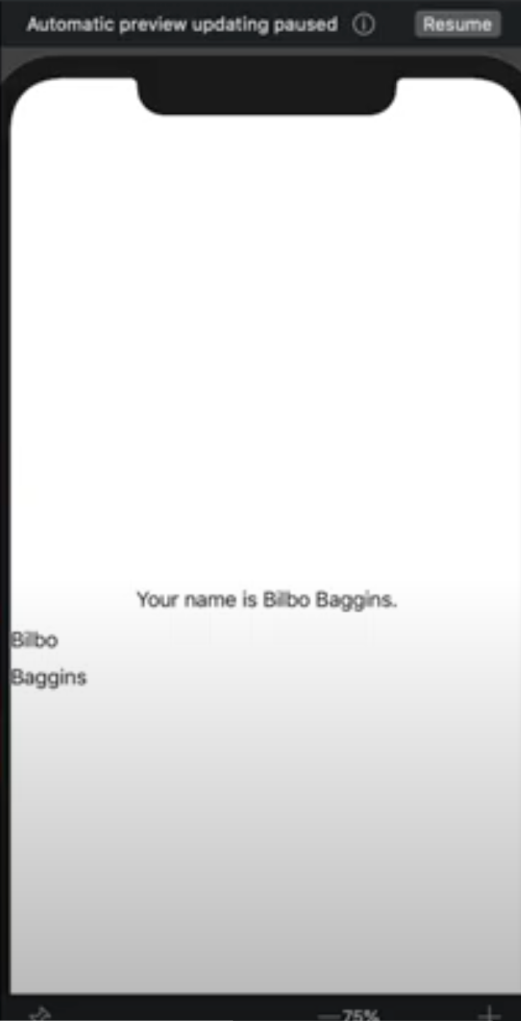 Automatic preview updating paused
Resume
Your name is Bilbo Baggins.
Bilbo
Baggins
75%